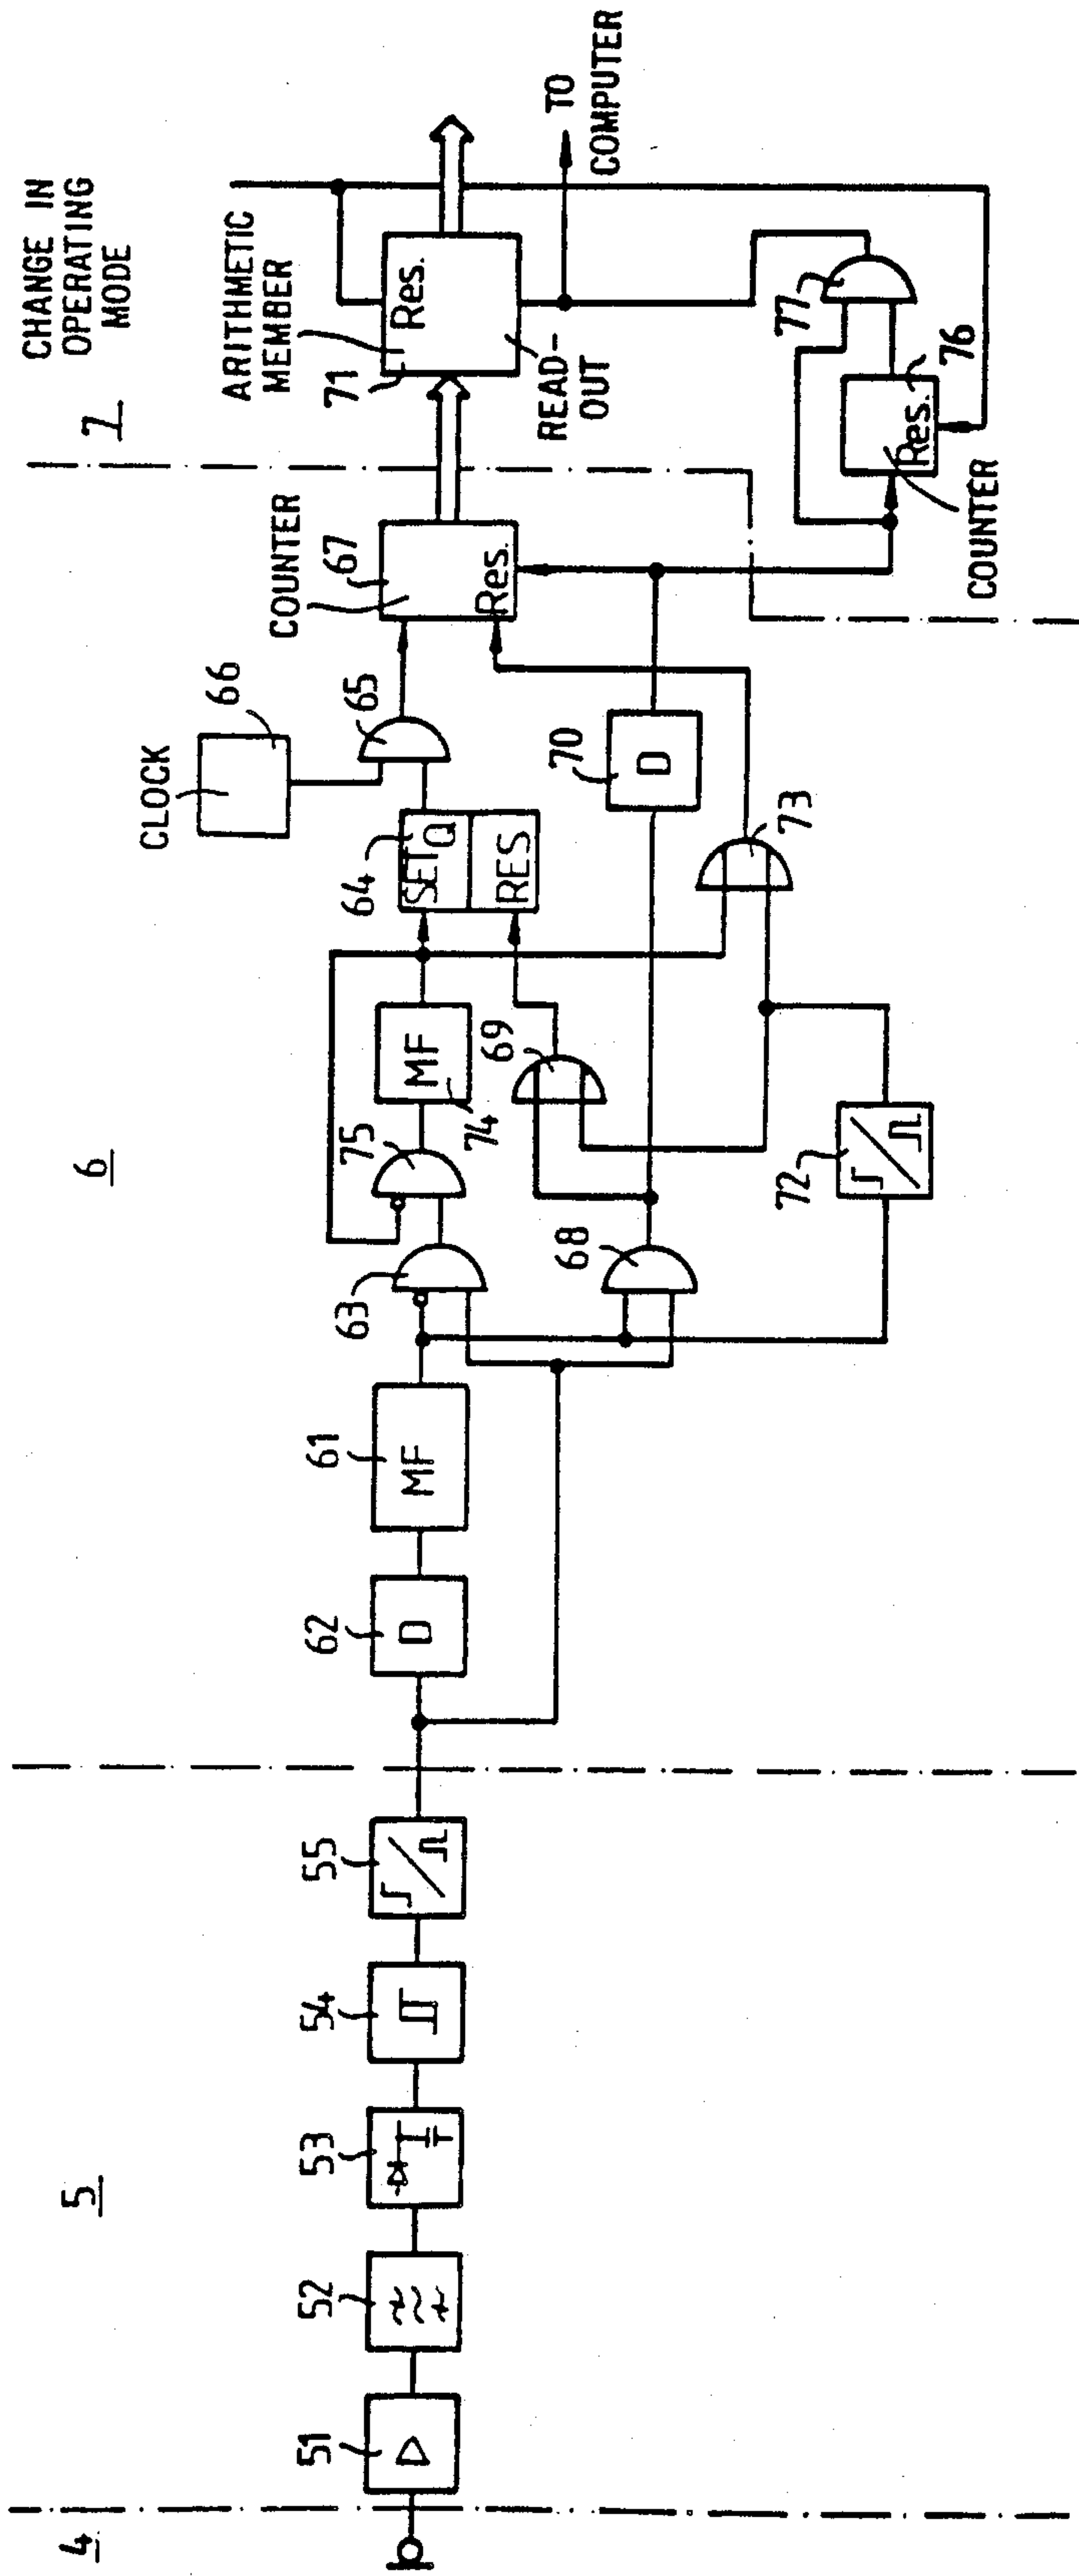 4
5
6
7
CHANGE IN
OPERATING
MODE
51
52
53
54
55
62
D
61
MF
63
75
74
MF
64
SET
Q
RES
65
CLOCK
66
COUNTER
67
Res.
68
69
70
D
72
73
ARITHMETIC
MEMBER
71
Res.
READ-
OUT
TO
COMPUTER
77
76
Res.
COUNTER